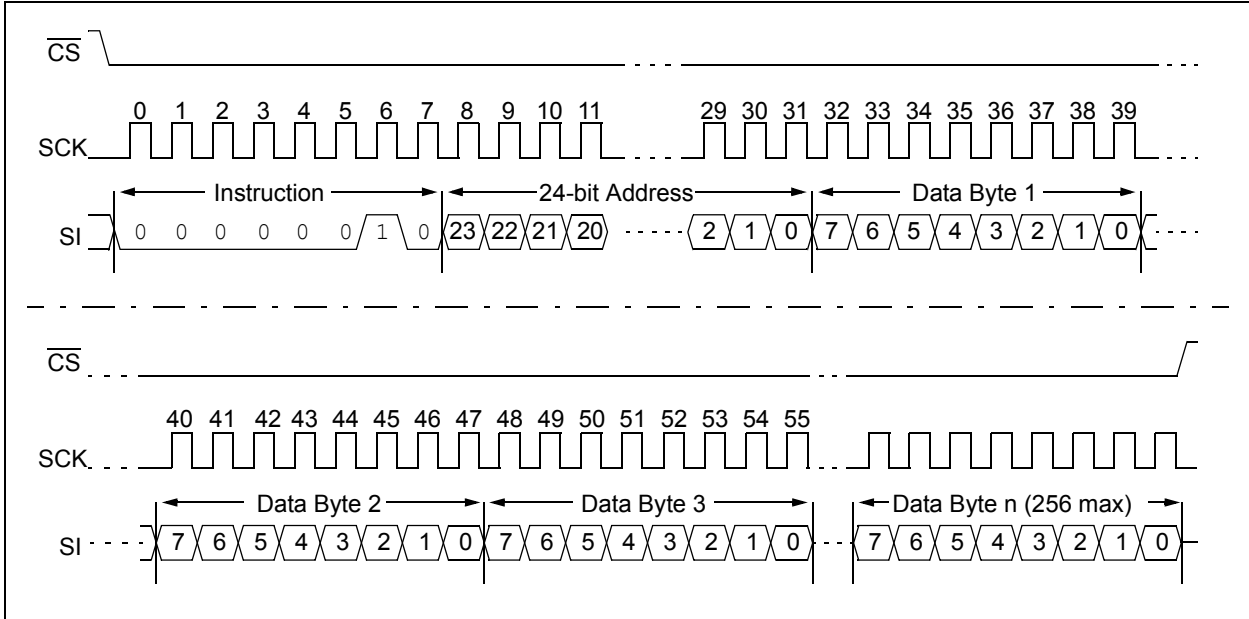 CS
0 1 2 3 4 5 6 7 8 9 10 11 29 30 31 32 33 34 35 36 37 38 39
SCK
Instruction 24-bit Address Data Byte 1
SI 0 0 0 0 0 0 1 0 23 22 21 20 2 1 0 7 6 5 4 3 2 1 0
CS
40 41 42 43 44 45 46 47 48 49 50 51 52 53 54 55
SCK
Data Byte 2 Data Byte 3 Data Byte n (256 max)
SI 7 6 5 4 3 2 1 0 7 6 5 4 3 2 1 0 7 6 5 4 3 2 1 0